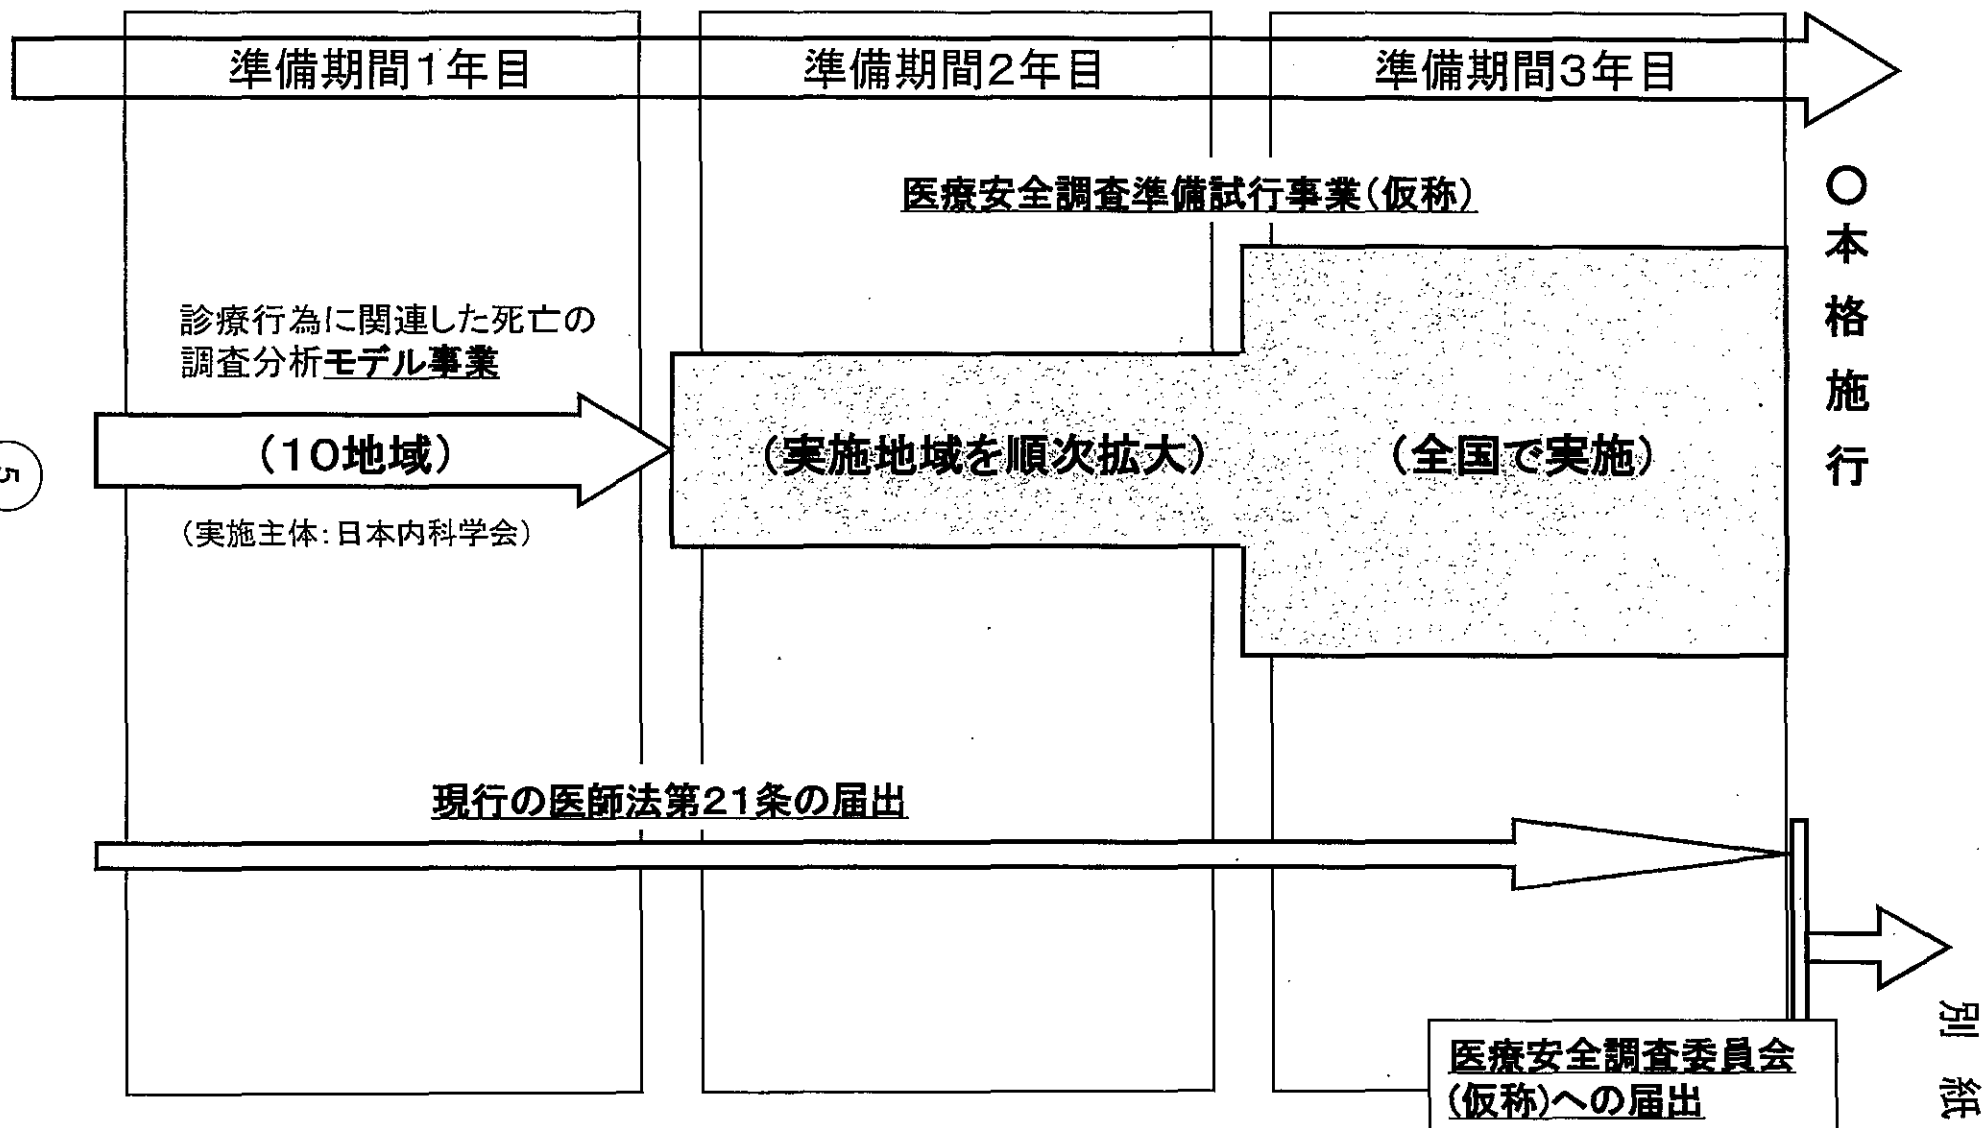 準備期間1年目
準備期間2年目
準備期間3年目
医療安全調査準備試行事業(仮称)
○本格施行
診療行為に関連した死亡の
調査分析モデル事業
(10地域)
(実施地域を順次拡大)
(全国で実施)
(実施主体:日本内科学会)
5
現行の医師法第21条の届出
医療安全調査委員会
(仮称)への届出
別紙